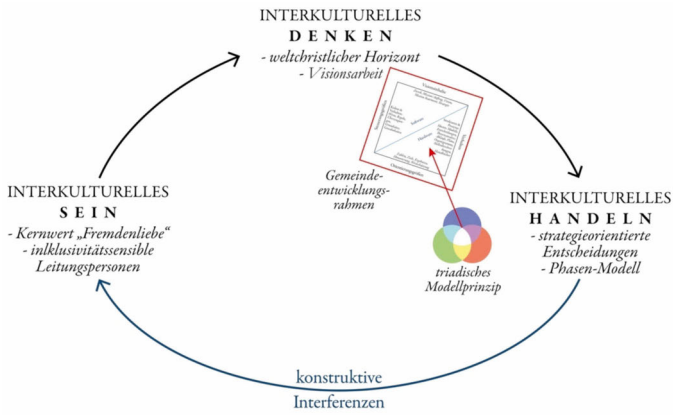 INTERKULTURELLES
DENKEN
- weltchristlicher Horizont
- Visionsarbeit
Gemeinde-
entwicklungs-
rahmen
triadisches
Modellprinzip
INTERKULTURELLES
HANDELN
- strategieorientierte
Entscheidungen
- Phasen-Modell
INTERKULTURELLES
SEIN
- Kernwert „Fremdenliebe“
- inlklusivitätssensible
Leitungspersonen
konstruktive
Interferenzen